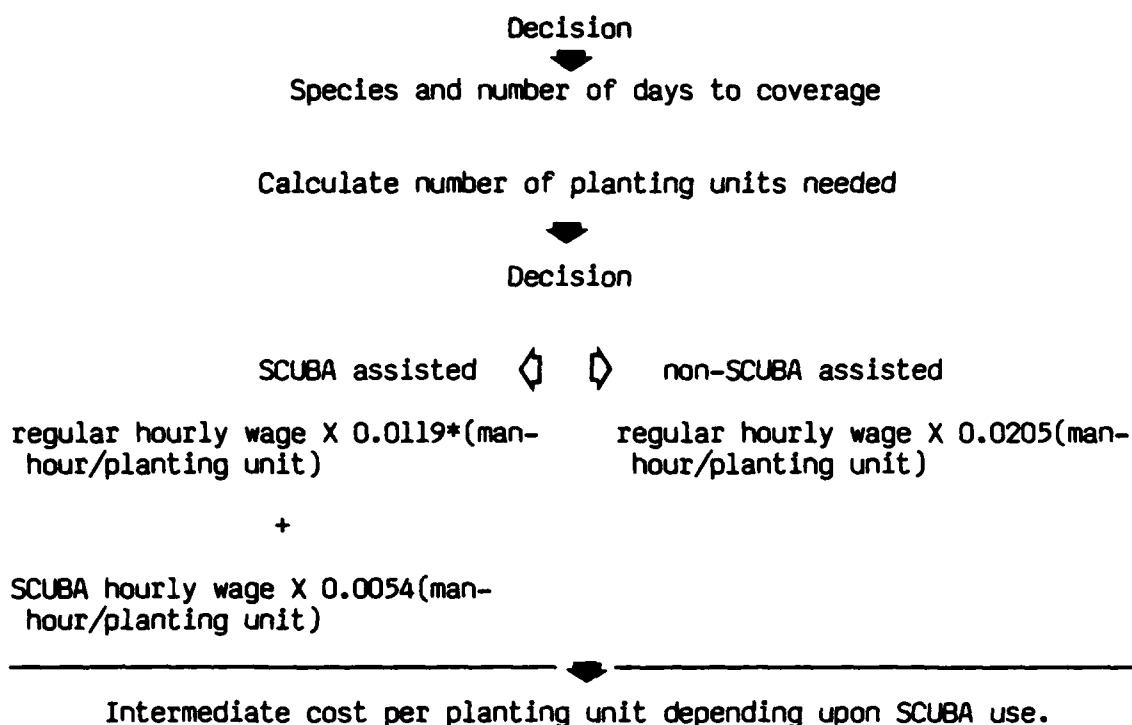 Decision
Species and number of days to coverage
Calculate number of planting units needed
Decision
SCUBA assisted
non-SCUBA assisted
regular hourly wage X 0.0119*(man-
hour/planting unit)
+
SCUBA hourly wage X 0.0054(man-
hour/planting unit)
regular hourly wage X 0.0205(man-
hour/planting unit)
Intermediate cost per planting unit depending upon SCUBA use.